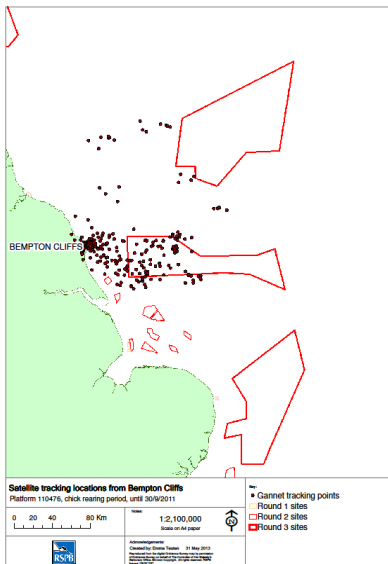 BEMPTON CLIFFS
Satellite tracking locations from Bempton Cliffs
Platform 110476, chick rearing period, until 30/9/2011
0 20 40 80 Km
Notes:
1:2,100,000
Scale on A4 paper
N
RSPB
Acknowledgements
Created by: Emma Teuten 31 May 2013
Key:
Gannet tracking points
Round 1 sites
Round 2 sites
Round 3 sites